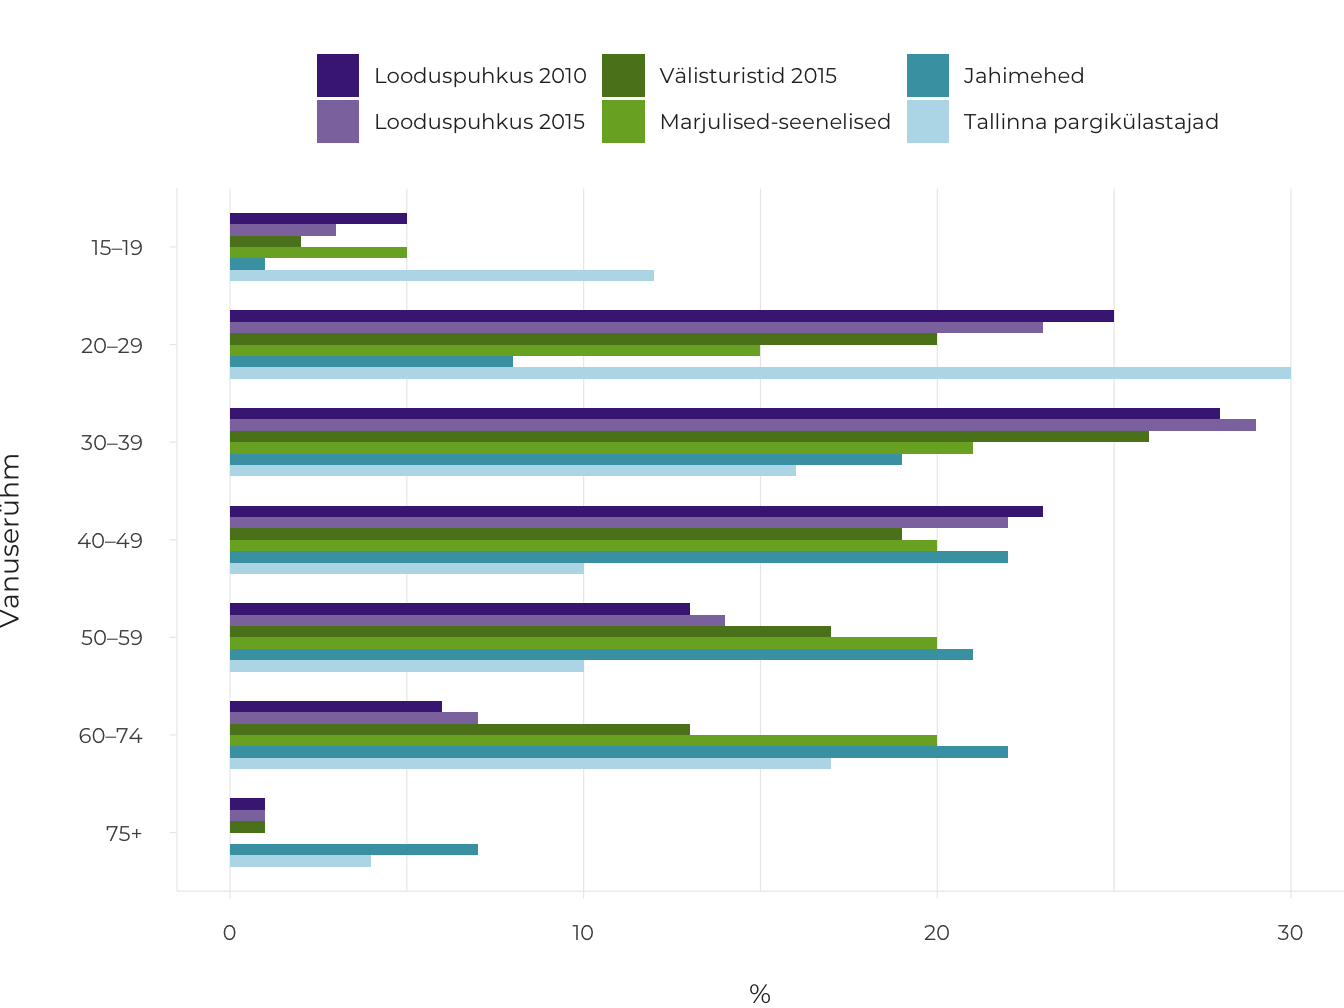 Looduspuhkus 2010
Välisturistid 2015
Jahimehed
Looduspuhkus 2015
Marjulised-seenelised
Tallinna pargikülastajad
15–19
20–29
30–39
40–49
50–59
60–74
75+
Vanuserühm
0
10
20
30
%